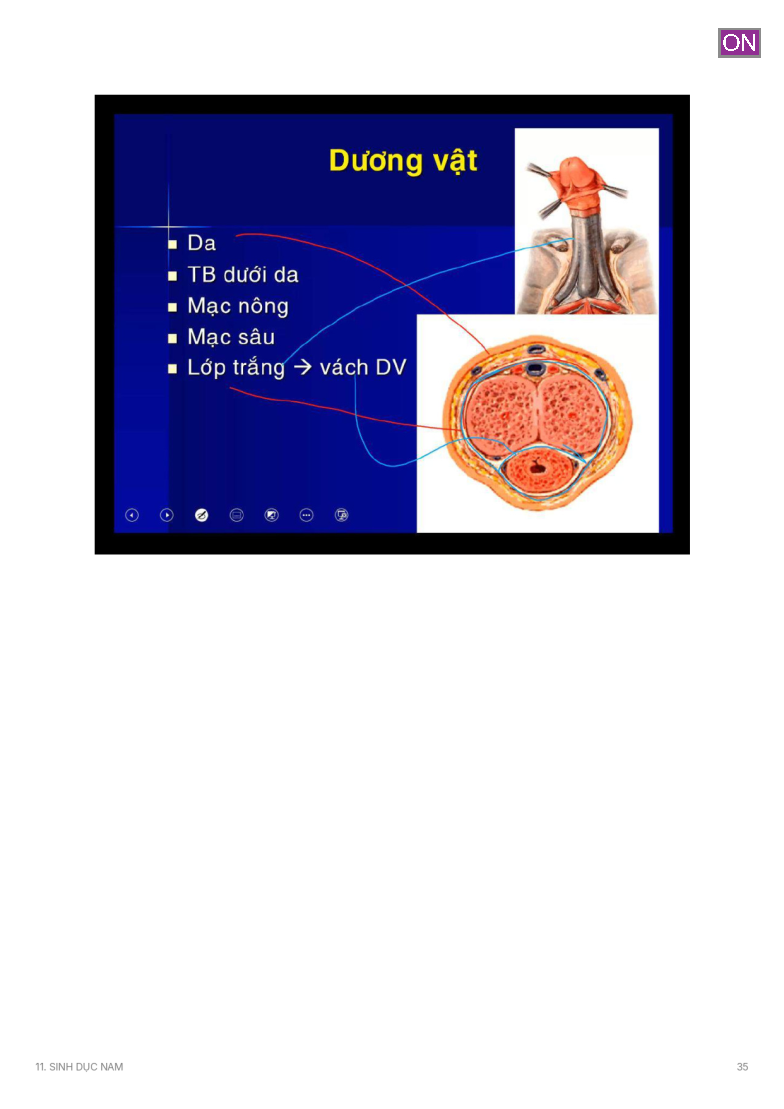 ON
Dương vật
Da
TB dưới da
Mạc nông
Mạc sâu
Lớp trắng → vách DV
11. SINH DỤC NAM
35